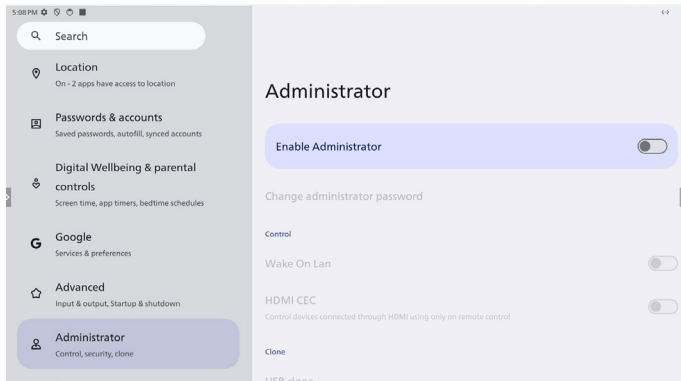 5:08 PM
Search
Location
On - 2 apps have access to location
Passwords & accounts
Saved passwords, autofill, synced accounts
Digital Wellbeing & parental
controls
Screen time, app timers, bedtime schedules
Google
Services & preferences
Advanced
Input & output, Startup & shutdown
Administrator
Control, security, clone
Administrator
Enable Administrator
Change administrator password
Control
Wake On Lan
HDMI CEC
Control devices connected through HDMI using only on remote control
Clone
USB clone